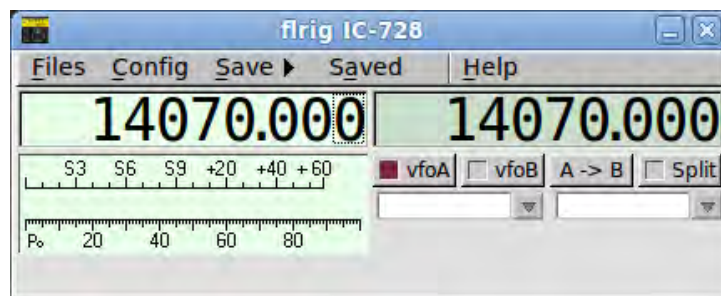 flrig IC-728
Files Config Save Saved Help
14070.000 14070.000
S3 S6 S9 +20 +40 +60
vfoA vfoB A -> B Split
Po 20 40 60 80